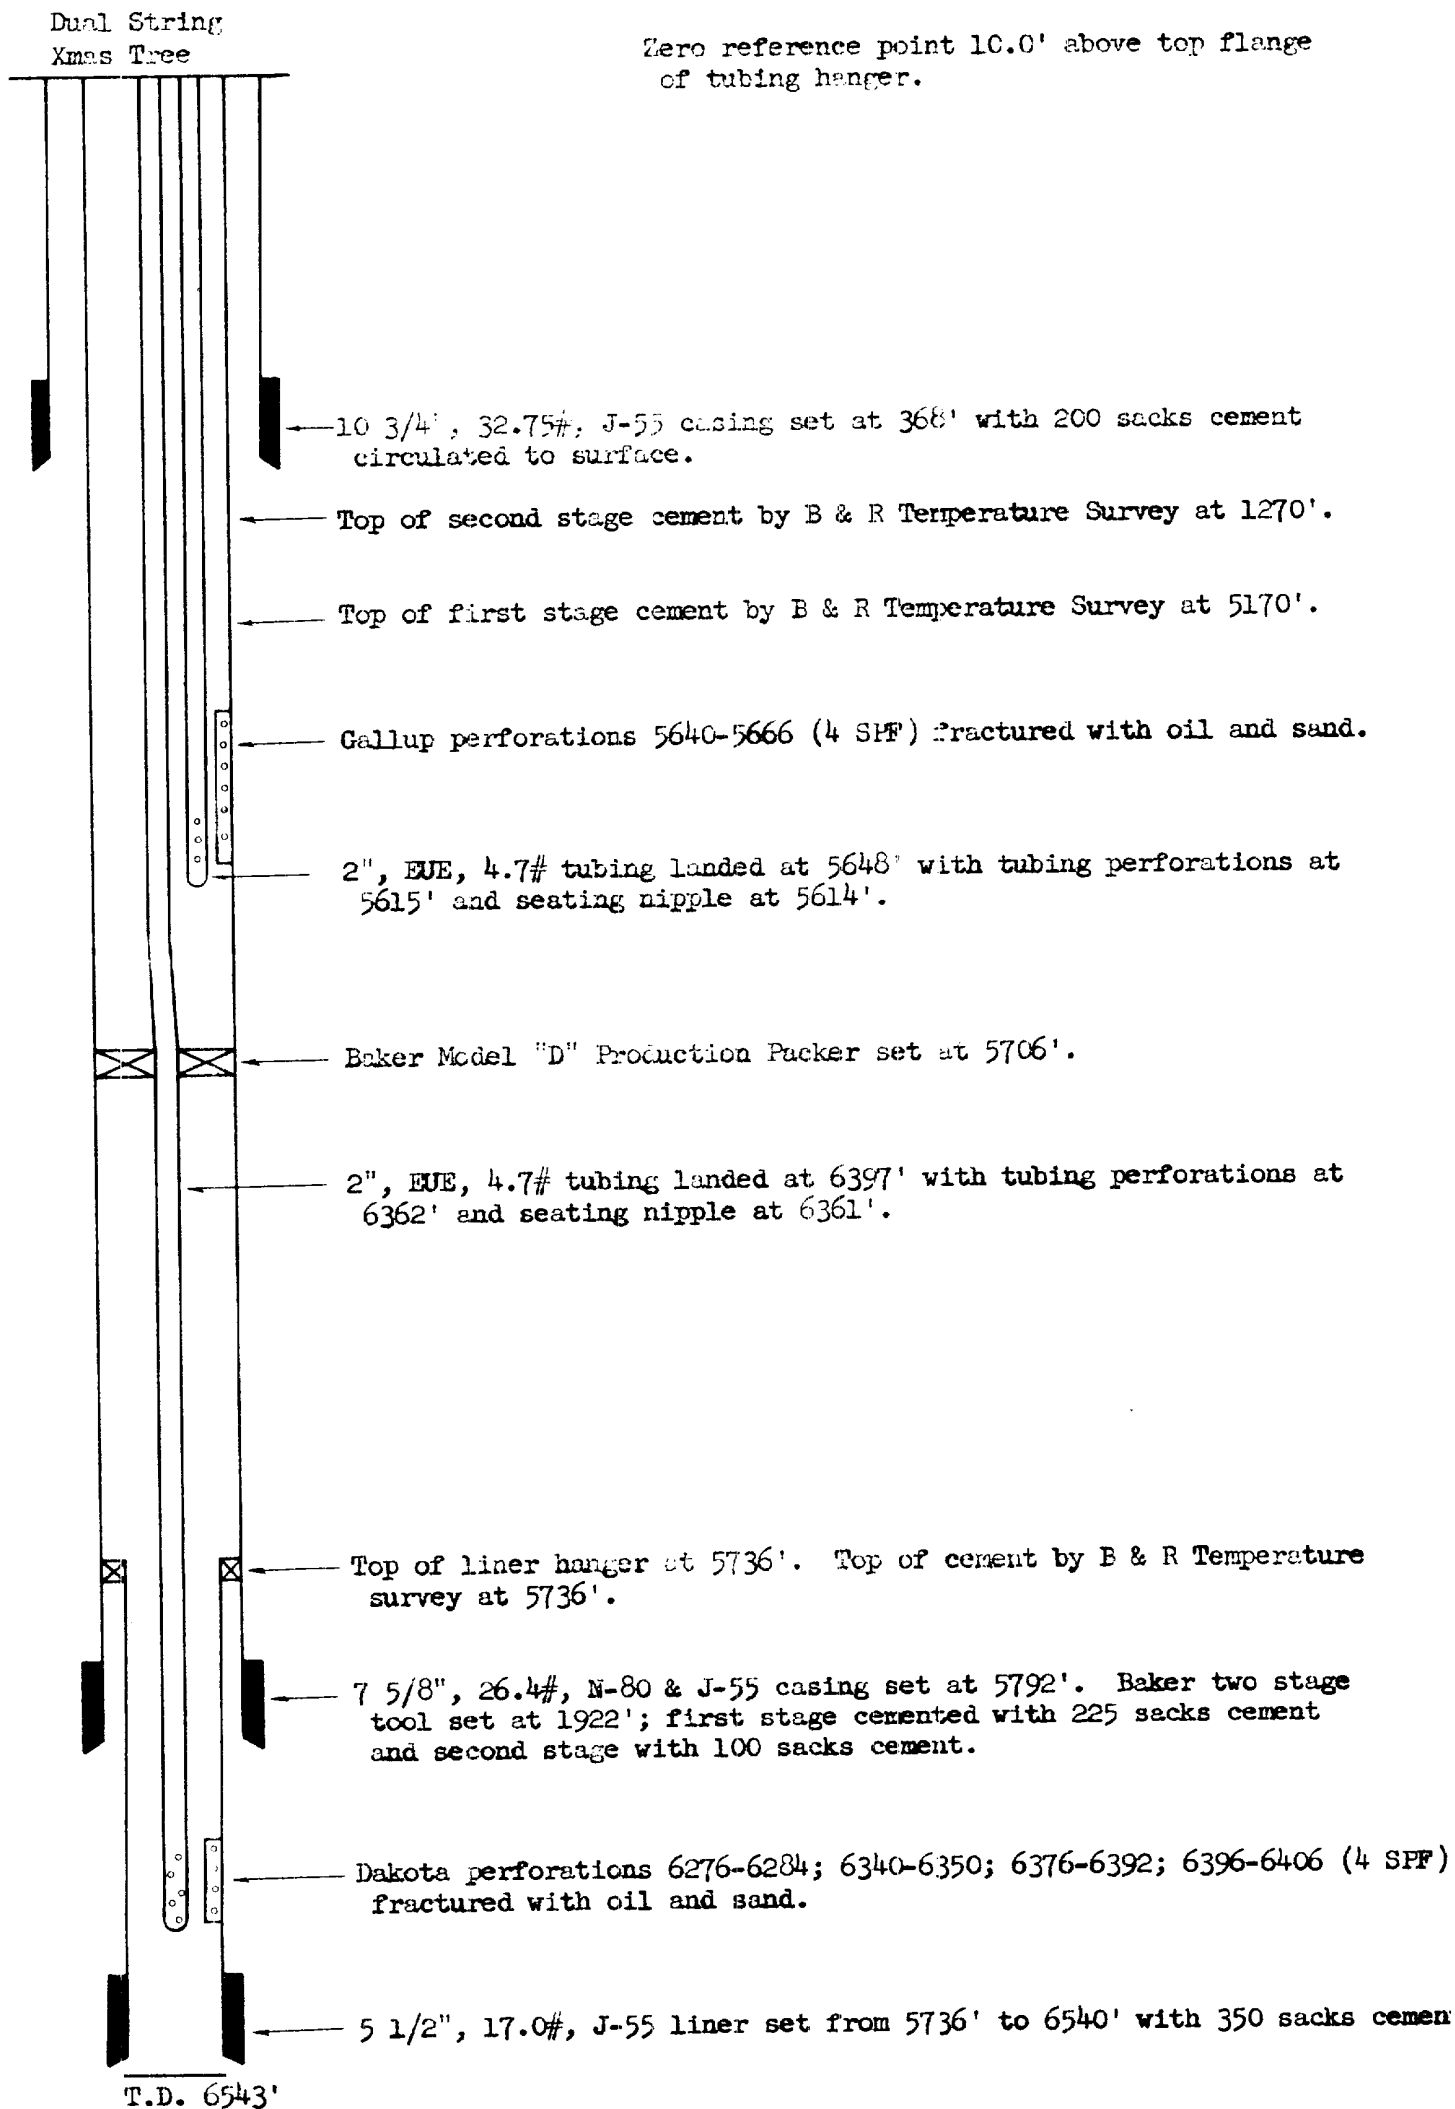 Dual String
Xmas Tree
Zero reference point 10.0' above top flange
of tubing hanger.
10 3/4", 32.75#, J-55 casing set at 368' with 200 sacks cement
circulated to surface.
Top of second stage cement by B & R Temperature Survey at 1270'.
Top of first stage cement by B & R Temperature Survey at 5170'.
Gallup perforations 5640-5666 (4 SPF) fractured with oil and sand.
2", EUE, 4.7# tubing landed at 5648' with tubing perforations at
5615' and seating nipple at 5614'.
Baker Model "D" Production Packer set at 5706'.
2", EUE, 4.7# tubing landed at 6397' with tubing perforations at
6362' and seating nipple at 6361'.
Top of liner hanger at 5736'. Top of cement by B & R Temperature
survey at 5736'.
7 5/8", 26.4#, N-80 & J-55 casing set at 5792'. Baker two stage
tool set at 1922'; first stage cemented with 225 sacks cement
and second stage with 100 sacks cement.
Dakota perforations 6276-6284; 6340-6350; 6376-6392; 6396-6406 (4 SPF)
fractured with oil and sand.
5 1/2", 17.0#, J-55 liner set from 5736' to 6540' with 350 sacks cemen
T.D. 6543'